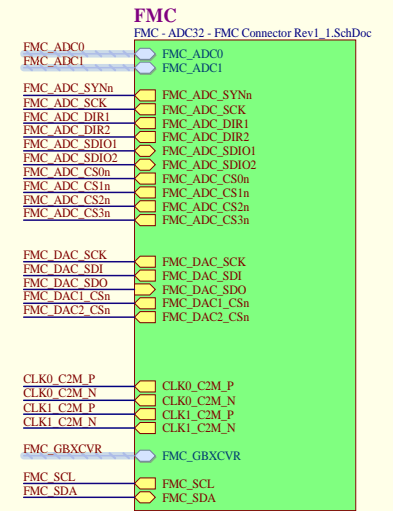 FMC
FMC - ADC32 - FMC Connector Rev1_1.SchDoc
FMC_ADC0 FMC_ADC0
FMC_ADC1 FMC_ADC1
FMC_ADC_SYNn FMC_ADC_SYNn
FMC_ADC_SCK FMC_ADC_SCK
FMC_ADC_DIR1 FMC_ADC_DIR1
FMC_ADC_DIR2 FMC_ADC_DIR2
FMC_ADC_SDIO1 FMC_ADC_SDIO1
FMC_ADC_SDIO2 FMC_ADC_SDIO2
FMC_ADC_CS0n FMC_ADC_CS0n
FMC_ADC_CS1n FMC_ADC_CS1n
FMC_ADC_CS2n FMC_ADC_CS2n
FMC_ADC_CS3n FMC_ADC_CS3n
FMC_DAC_SCK FMC_DAC_SCK
FMC_DAC_SDI FMC_DAC_SDI
FMC_DAC_SDO FMC_DAC_SDO
FMC_DAC1_CSn FMC_DAC1_CSn
FMC_DAC2_CSn FMC_DAC2_CSn
CLK0_C2M_P CLK0_C2M_P
CLK0_C2M_N CLK0_C2M_N
CLK1_C2M_P CLK1_C2M_P
CLK1_C2M_N CLK1_C2M_N
FMC_GBXCVR FMC_GBXCVR
FMC_SCL FMC_SCL
FMC_SDA FMC_SDA